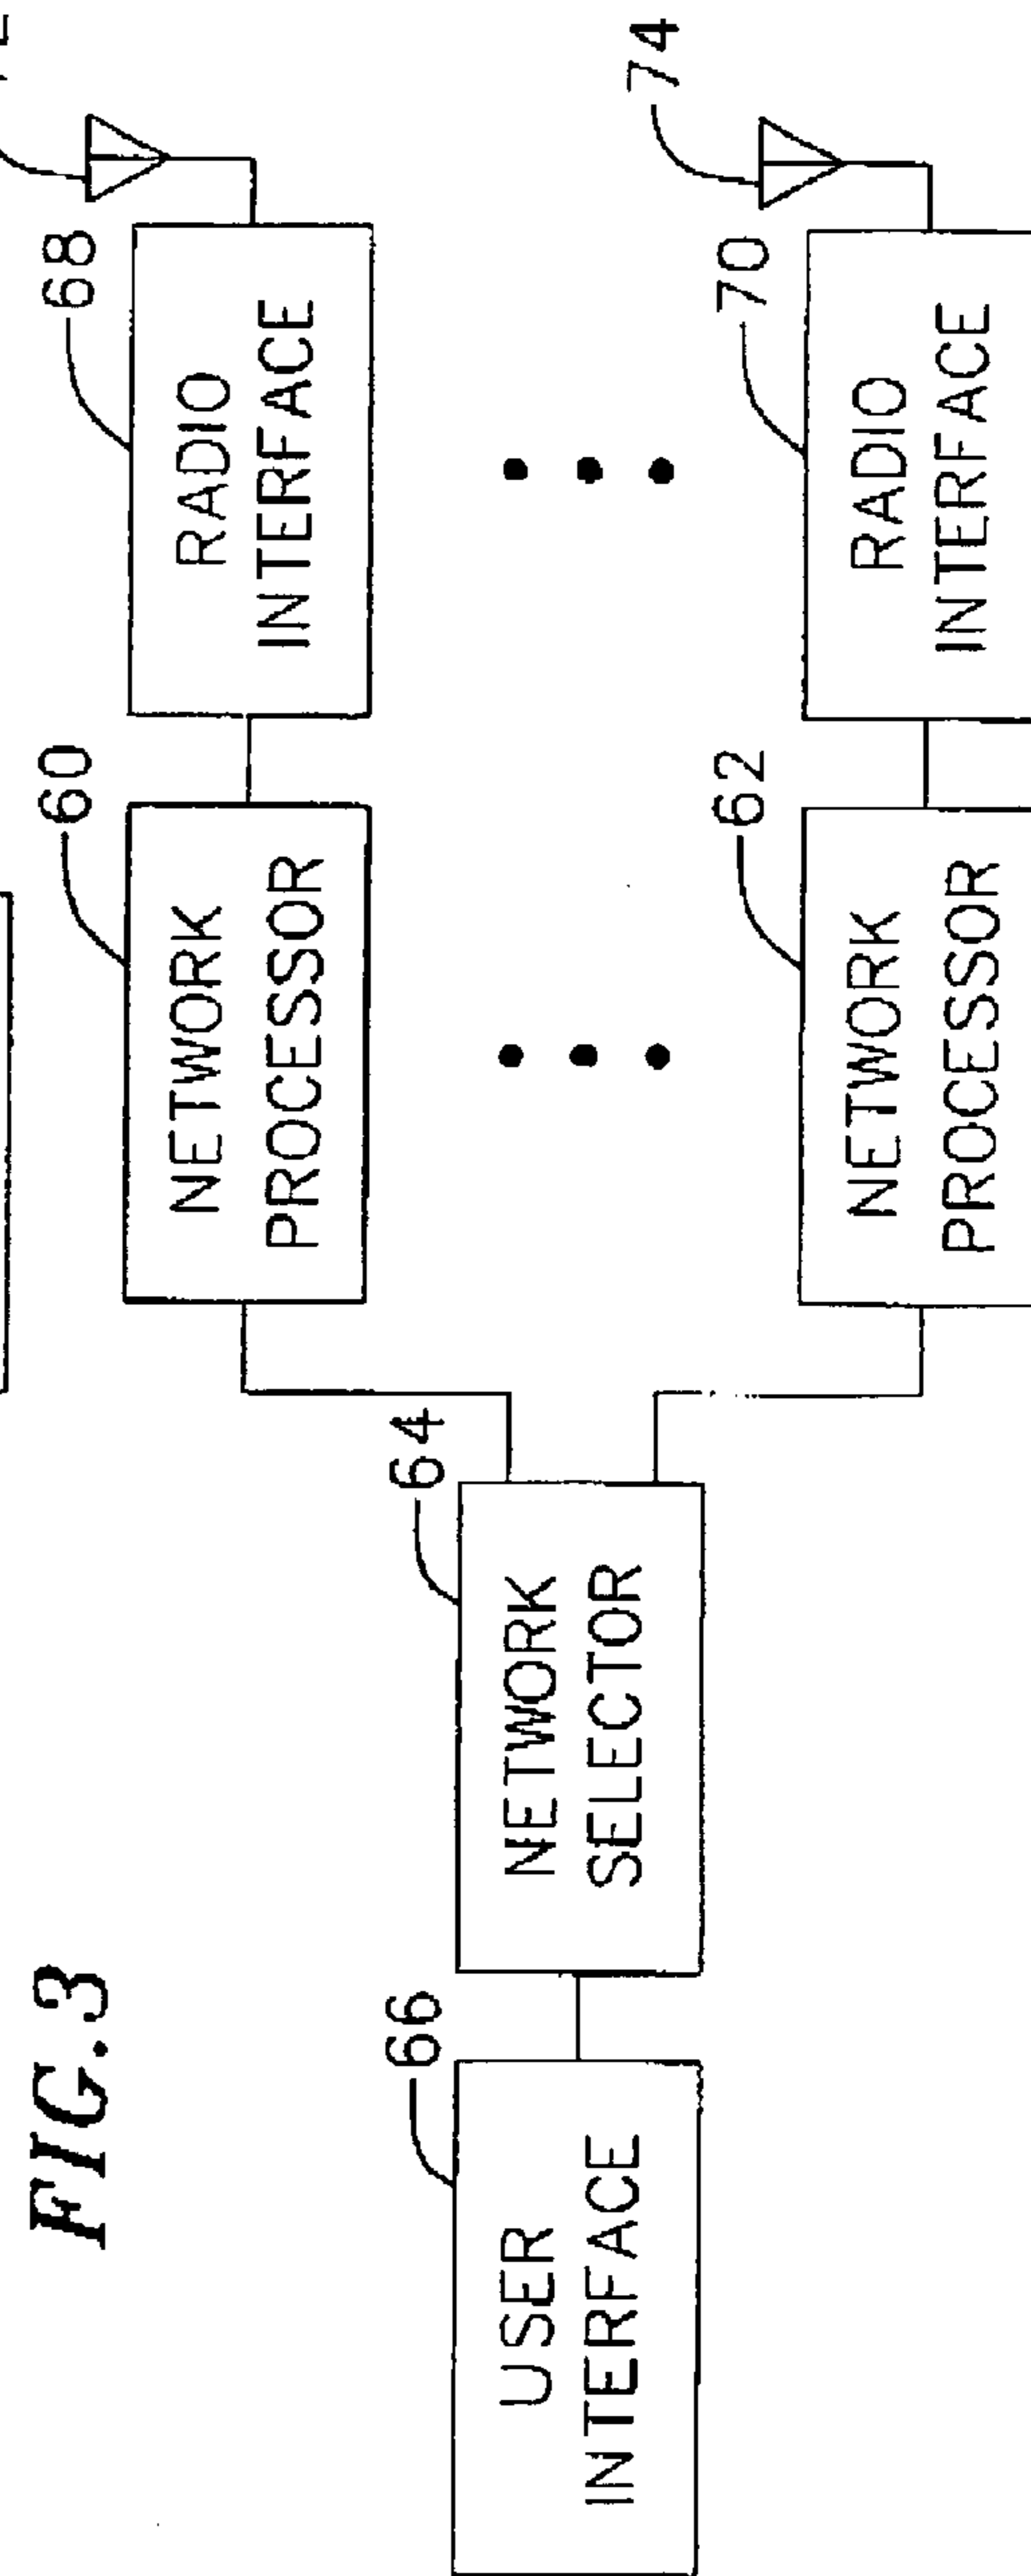 FIG.3
68
RADIO
INTERFACE
60
NETWORK
PROCESSOR
64
NETWORK
SELECTOR
66
USER
INTERFACE
74
70
RADIO
INTERFACE
62
NETWORK
PROCESSOR